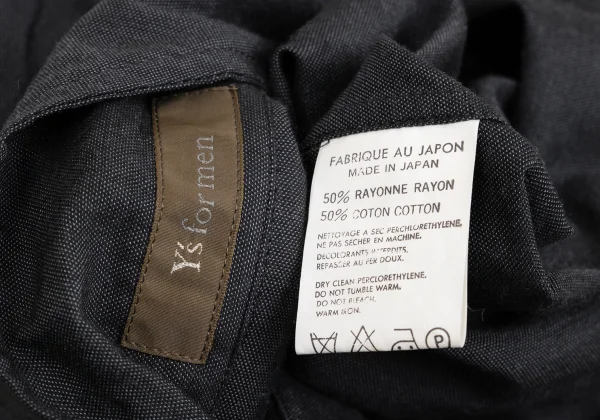 Y's for men
FABRIQUE AU JAPON
MADE IN JAPAN
50% RAYONNE RAYON
50% COTON COTTON
NETTOYAGE A SEC PERCHLORETHYLENE,
NE PAS SECHER EN MACHINE.
DECOLORANTS INTERDITS,
REPASSER AU FER DOUX.
DRY CLEAN PERCLORETHYLENE.
DO NOT TUMBLE WARM.
DO NOT BLEACH.
WARM IRON.
P